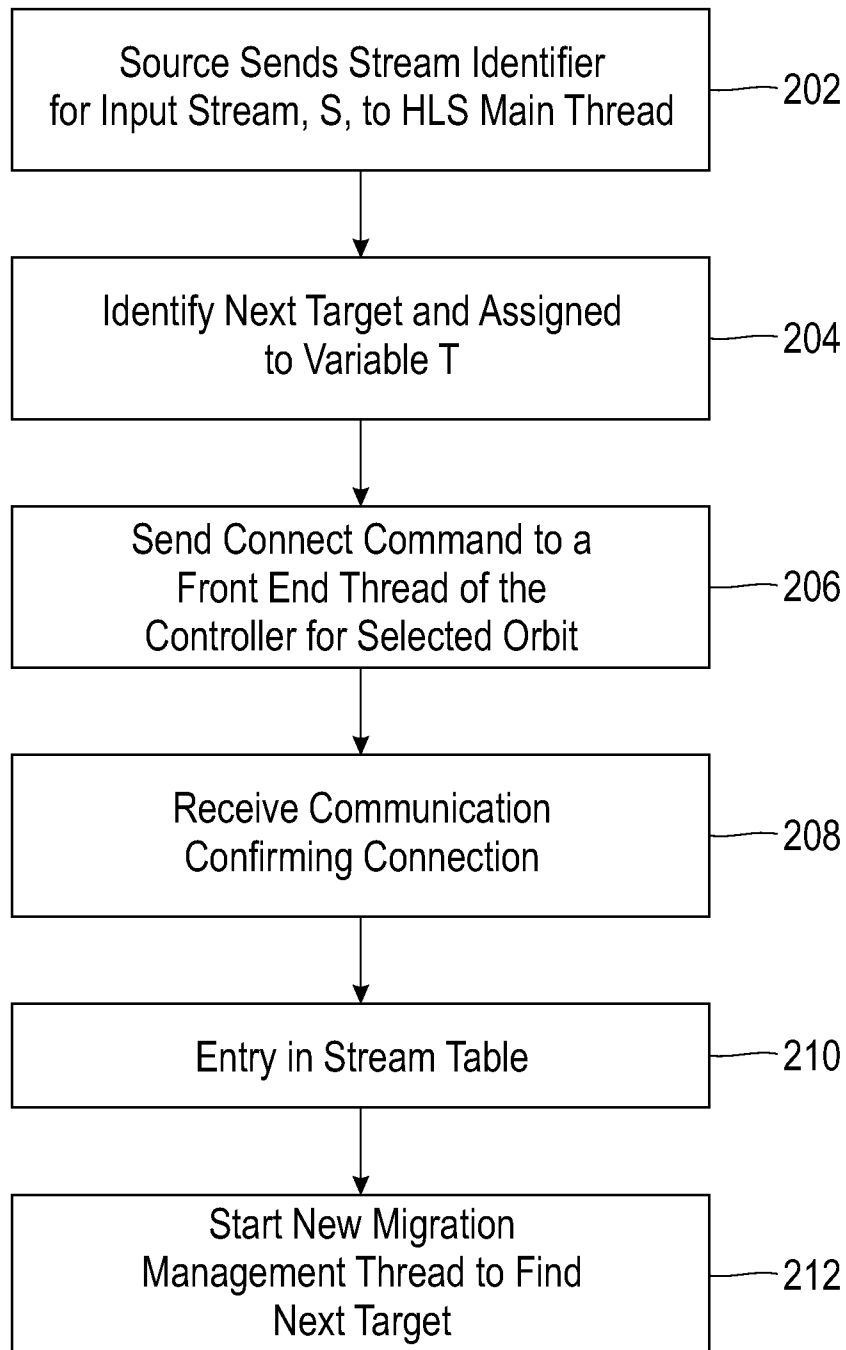 Source Sends Stream Identifier
for Input Stream, S, to HLS Main Thread
202
Identify Next Target and Assigned
to Variable T
204
Send Connect Command to a
Front End Thread of the
Controller for Selected Orbit
206
Receive Communication
Confirming Connection
208
Entry in Stream Table
210
Start New Migration
Management Thread to Find
Next Target
212